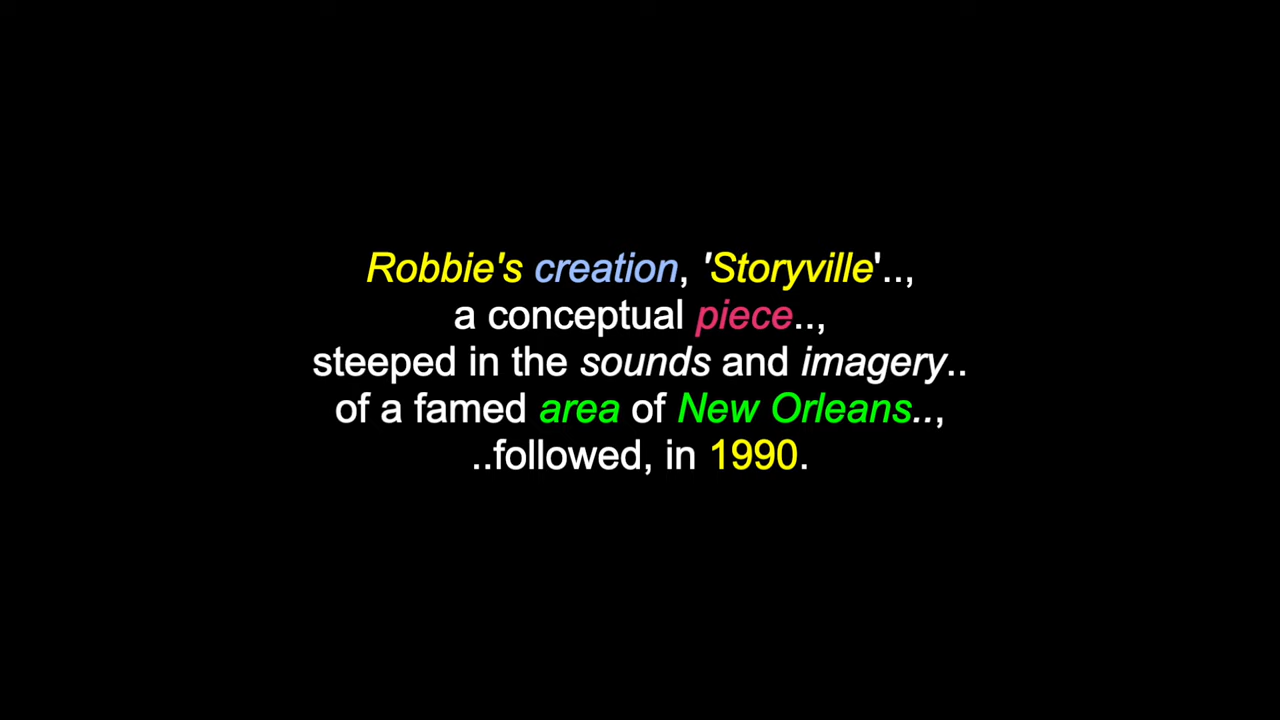 Robbie's creation, 'Storyville'..,
a conceptual piece..,
steeped in the sounds and imagery..
of a famed area of New Orleans..,
..followed, in 1990.